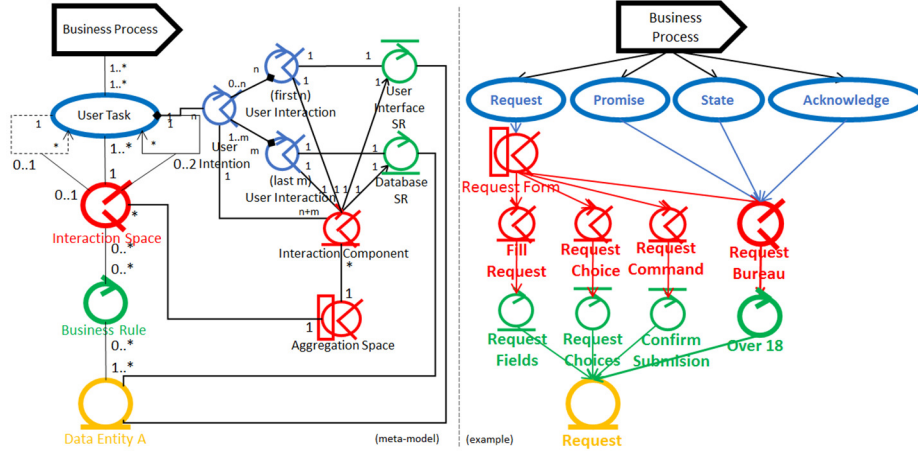 Business Process
1..*
1..*
User Task
1
*
1
*
0..1
0..2
1..*
0..1
1
Interaction Space
*
0..*
0..*
Business Rule
0..*
1..*
Data Entity A
n
0..n
n
1..m
m
User
Intention
1
(first n)
User Interaction
1
1
1
User
Interface
SR
(last m)
User Interaction
1
1
1
1
Database
SR
1
1
1
1
n+m
Interaction Component
*
1
1
Aggregation Space
(meta-model)
(example)
Business
Process
Request
Promise
State
Acknowledge
Request Form
Fill
Request
Request
Choice
Request
Command
Request
Bureau
Request
Fields
Request
Choices
Confirm
Submision
Over 18
Request